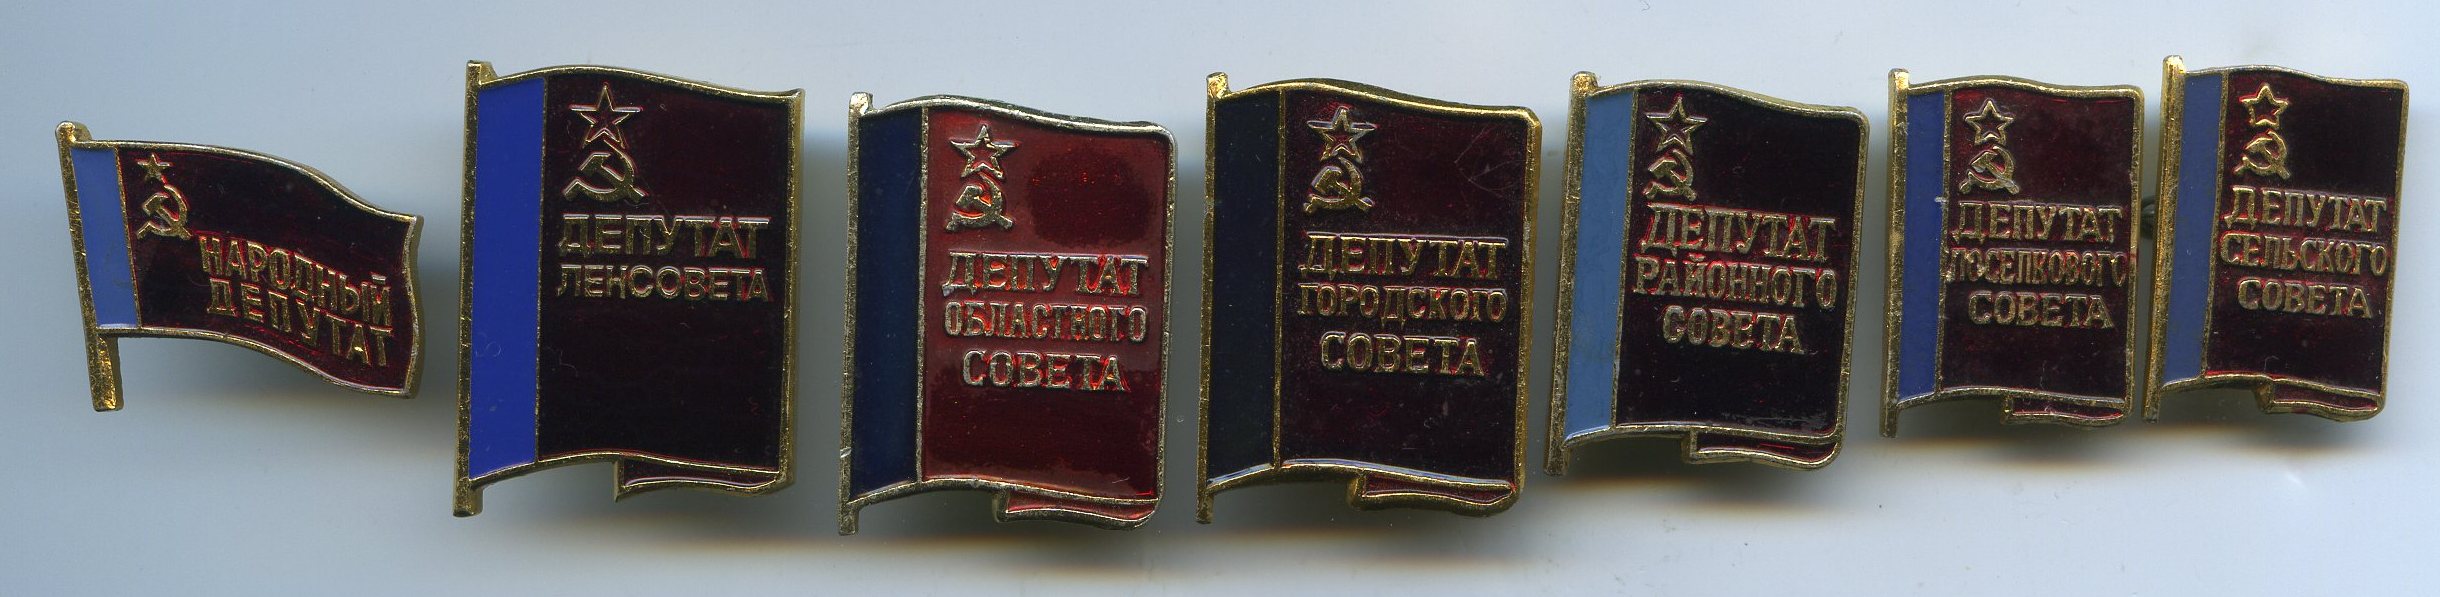 НАРОДНЫЙ
ДЕПУТАТ
ДЕПУТАТ
ЛЕНСОВЕТА
ДЕПУТАТ
ОБЛАСТНОГО
СОВЕТА
ДЕПУТАТ
ГОРОДСКОГО
СОВЕТА
ДЕПУТАТ
РАЙОННОГО
СОВЕТА
ДЕПУТАТ
ПОСЕЛКОВОГО
СОВЕТА
ДЕПУТАТ
СЕЛЬСКОГО
СОВЕТА